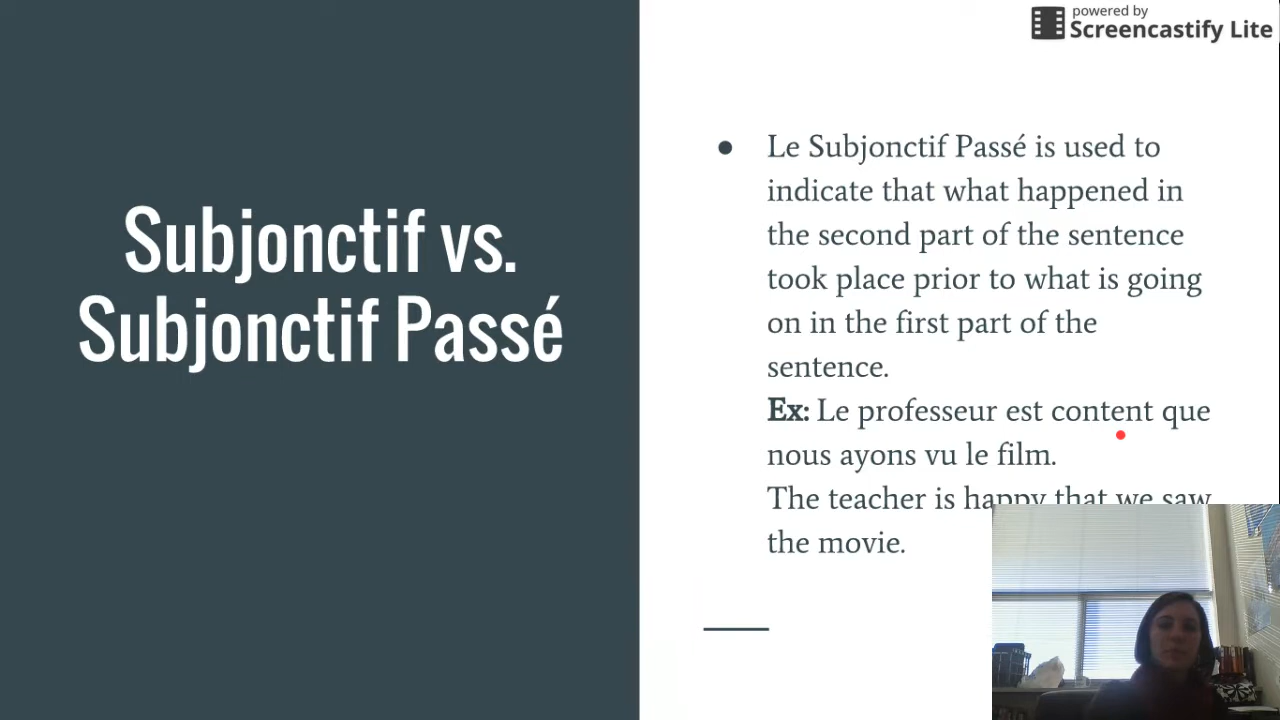 powered by
Screencastify Lite
Subjonctif vs.
Subjonctif Passé
● Le Subjonctif Passé is used to
indicate that what happened in
the second part of the sentence
took place prior to what is going
on in the first part of the
sentence.
Ex: Le professeur est content que
nous ayons vu le film.
The teacher is happy that we saw
the movie.